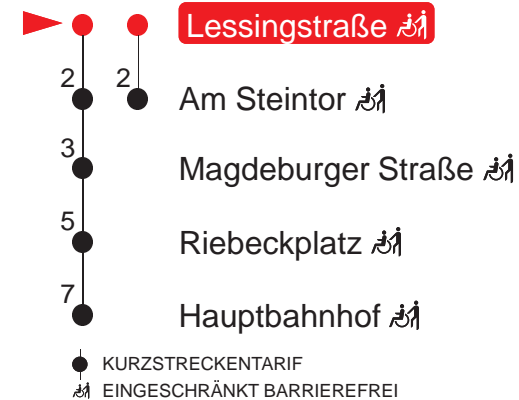 Lessingstraße
2 2 Am Steintor
3 Magdeburger Straße
5 Riebeckplatz
7 Hauptbahnhof
KURZSTRECKENTARIF
EINGESCHRÄNKT BARRIEREFREI